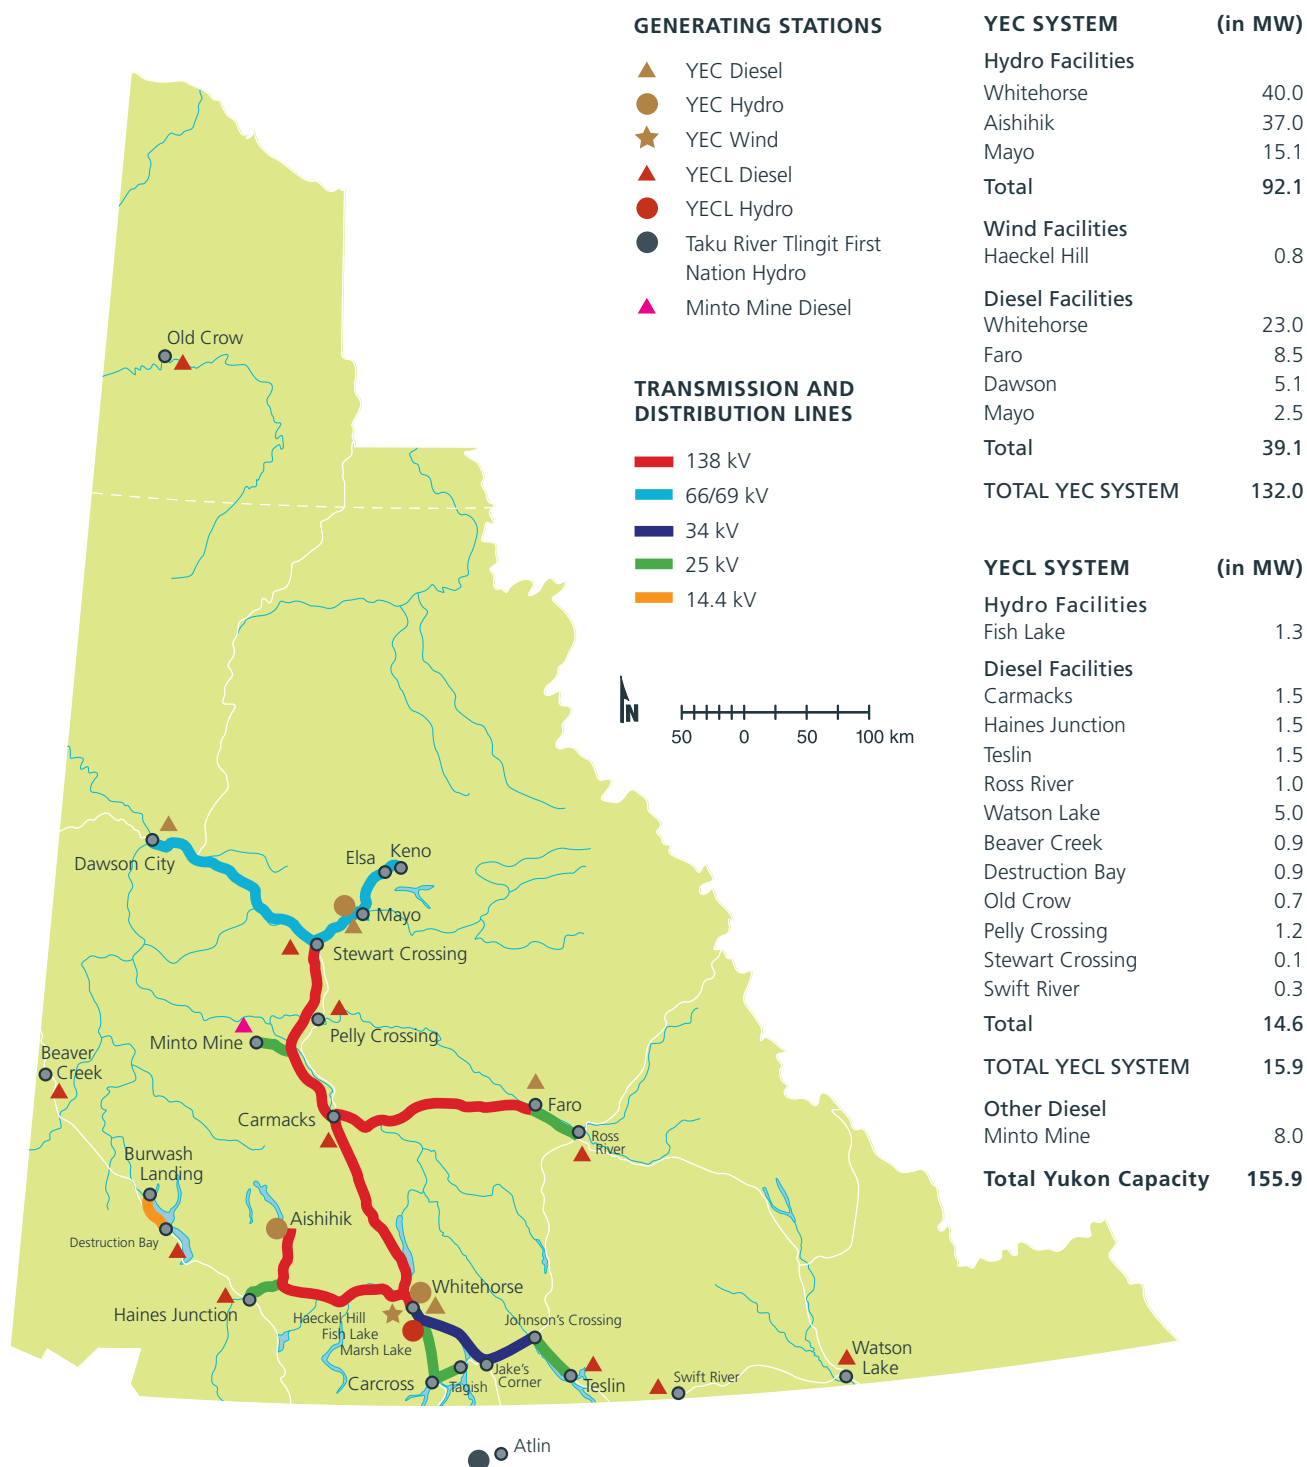 GENERATING STATIONS
YEC Diesel
YEC Hydro
YEC Wind
YECL Diesel
YECL Hydro
Taku River Tlingit First
Nation Hydro
Minto Mine Diesel
TRANSMISSION AND
DISTRIBUTION LINES
138 kV
66/69 kV
34 kV
25 kV
14.4 kV
N
50 0 50 100 km
YEC SYSTEM (in MW)
Hydro Facilities
Whitehorse 40.0
Aishihik 37.0
Mayo 15.1
Total 92.1
Wind Facilities
Haeckel Hill 0.8
Diesel Facilities
Whitehorse 23.0
Faro 8.5
Dawson 5.1
Mayo 2.5
Total 39.1
TOTAL YEC SYSTEM 132.0
YECL SYSTEM (in MW)
Hydro Facilities
Fish Lake 1.3
Diesel Facilities
Carmacks 1.5
Haines Junction 1.5
Teslin 1.5
Ross River 1.0
Watson Lake 5.0
Beaver Creek 0.9
Destruction Bay 0.9
Old Crow 0.7
Pelly Crossing 1.2
Stewart Crossing 0.1
Swift River 0.3
Total 14.6
TOTAL YECL SYSTEM 15.9
Other Diesel
Minto Mine 8.0
Total Yukon Capacity 155.9
Old Crow
Dawson City
Elsa
Keno
Mayo
Stewart Crossing
Pelly Crossing
Minto Mine
Beaver
Creek
Carmacks
Faro
Ross
River
Burwash
Landing
Aishihik
Destruction Bay
Whitehorse
Haines Junction
Haeckel Hill
Fish Lake
Marsh Lake
Johnson's Crossing
Jake's
Corner
Carcross
Tagish
Teslin
Swift River
Watson
Lake
Atlin